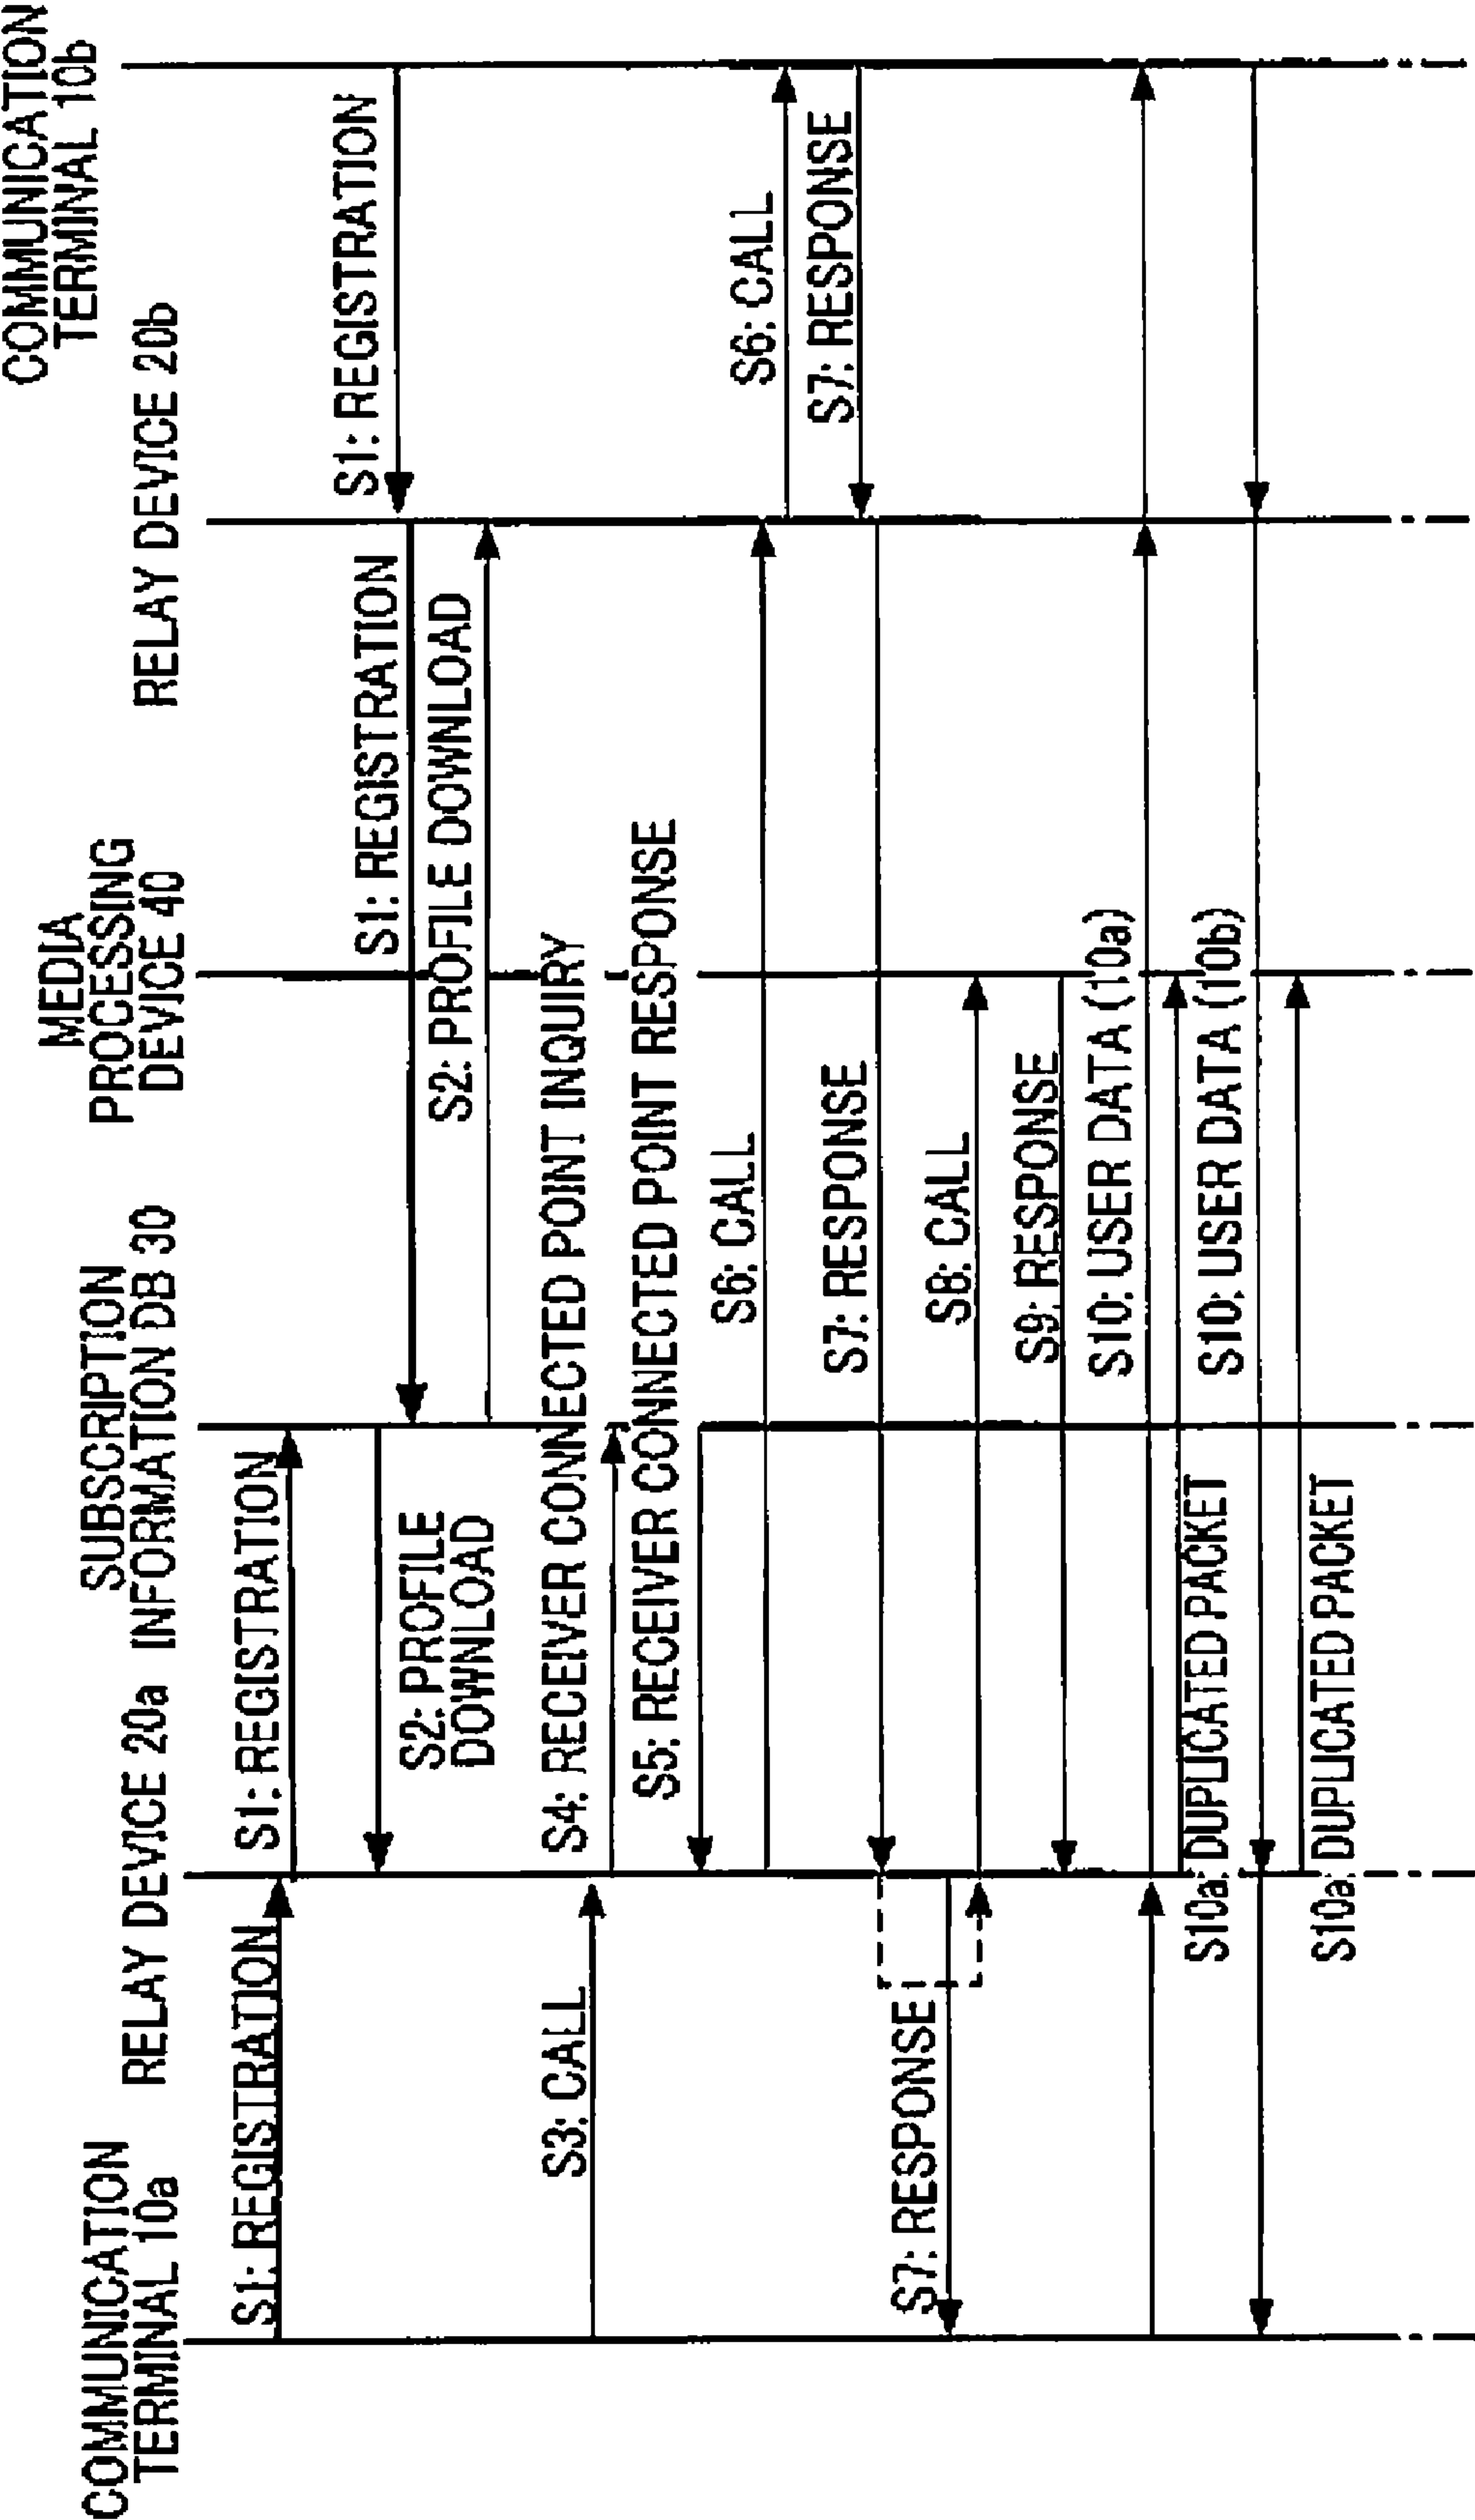 COMMUNICATION
TERMINAL 10a
RELAY DEVICE 20a
SUBSCRIPTION
INFORMATION DB 30
MEDIA
PROCESSING
DEVICE 40
RELAY DEVICE 20b
COMMUNICATION
TERMINAL 10b
S1: REGISTRATION
S1: REGISTRATION
S1: REGISTRATION
S1: REGISTRATION
S2: PROFILE
DOWNLOAD
S2: PROFILE DOWNLOAD
S3: CALL
S4: RECEIVER CONNECTED POINT INQUIRY
S5: RECEIVER CONNECTED POINT RESPONSE
S6: CALL
S6: CALL
S7: RESPONSE
S7: RESPONSE
S7: RESPONSE
S8: CALL
S9: RESPONSE
S10: USER DATA (10a)
S10a: DUPLICATED PACKET
S10: USER DATA (10b)
S10a: DUPLICATED PACKET